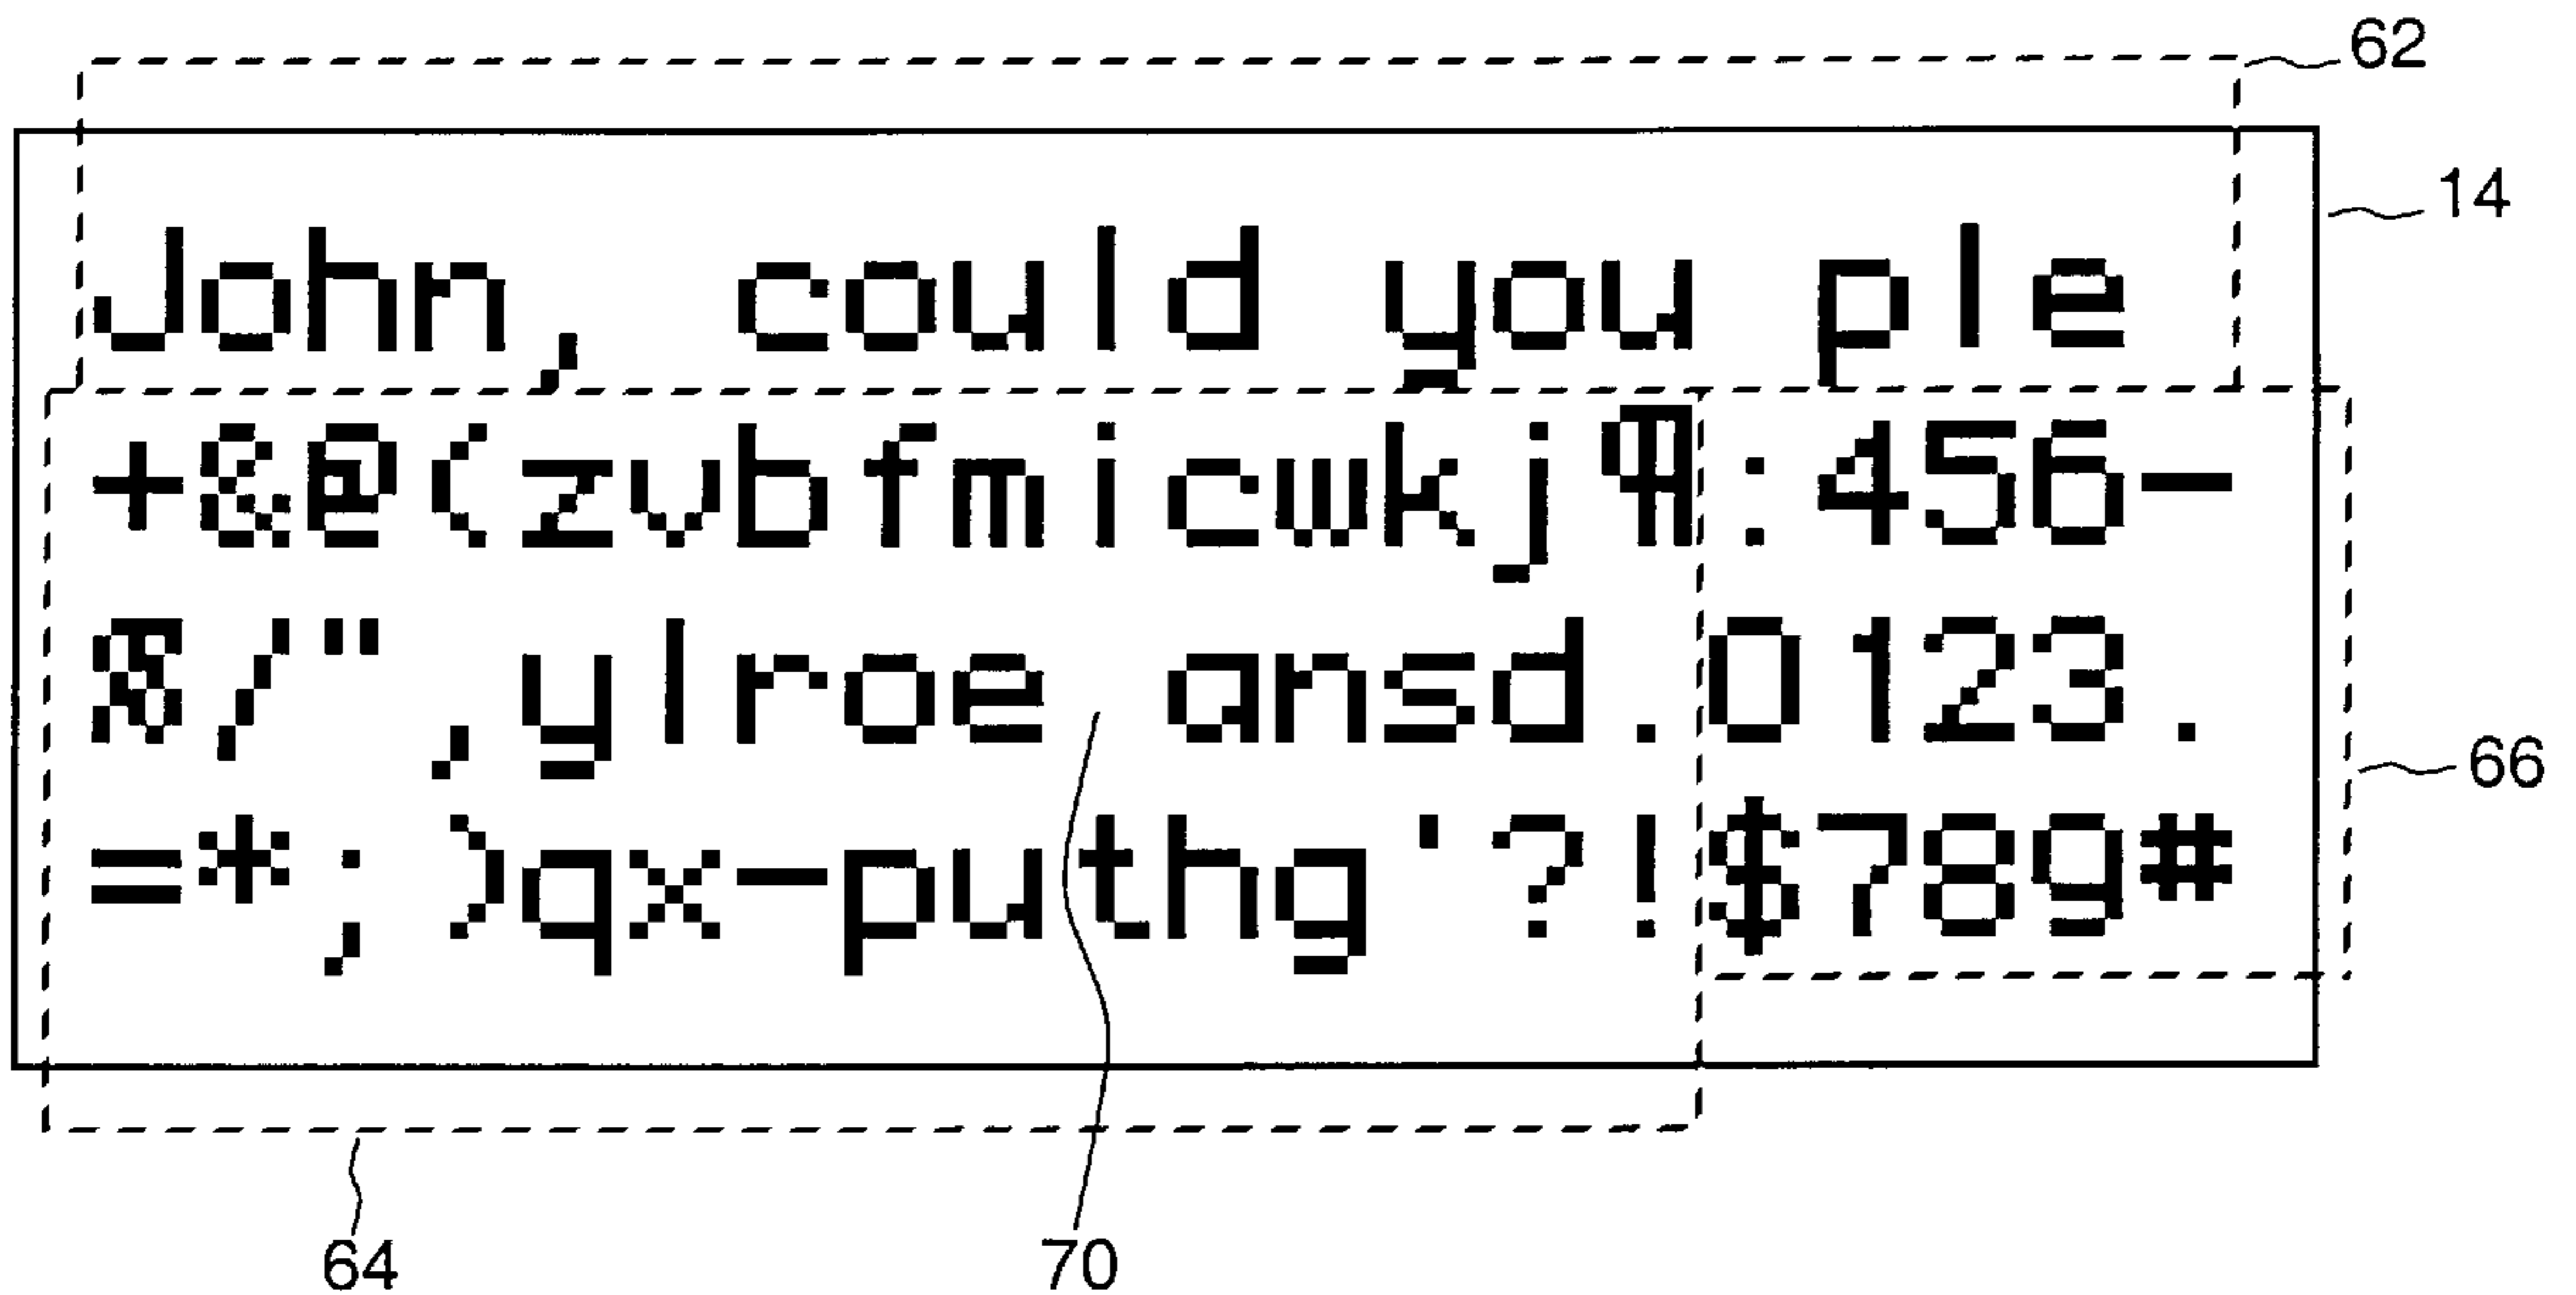 62
14
John, could you ple
+&@(zvbfmicwkj¶:456-
%/",ylroe ansd.0123.
66
=*;)qx-puthg'?!$789#
64
70